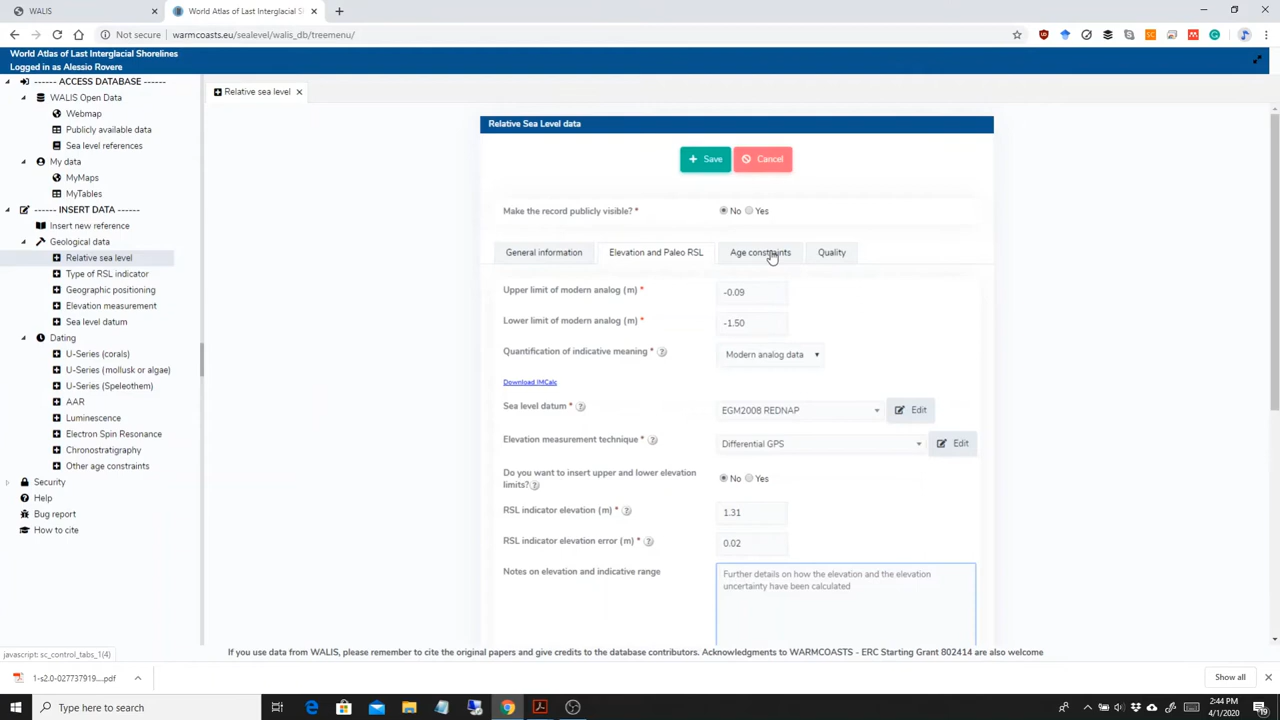 WALIS
World Atlas of Last Interglacial S
Not secure
warmcoasts.eu/sealevel/walis_db/treemenu/
World Atlas of Last Interglacial Shorelines
Logged in as Alessio Rovere
------ ACCESS DATABASE ------
WALIS Open Data
Webmap
Publicly available data
Sea level references
My data
MyMaps
MyTables
------ INSERT DATA ------
Insert new reference
Geological data
Relative sea level
Type of RSL indicator
Geographic positioning
Elevation measurement
Sea level datum
Dating
U-Series (corals)
U-Series (mollusk or algae)
U-Series (Speleothem)
AAR
Luminescence
Electron Spin Resonance
Chronostratigraphy
Other age constraints
Security
Help
Bug report
How to cite
Relative sea level
Relative Sea Level data
Save
Cancel
Make the record publicly visible? *
No Yes
General information
Elevation and Paleo RSL
Age constraints
Quality
Upper limit of modern analog (m) *
-0.09
Lower limit of modern analog (m) *
-1.50
Quantification of indicative meaning *
Modern analog data
Download IMCalc
Sea level datum *
EGM2008 REDNAP
Edit
Elevation measurement technique *
Differential GPS
Edit
Do you want to insert upper and lower elevation
limits?
No Yes
RSL indicator elevation (m) *
1.31
RSL indicator elevation error (m) *
0.02
Notes on elevation and indicative range
Further details on how the elevation and the elevation
uncertainty have been calculated
javascript: sc_control_tabs_1(4)
If you use data from WALIS, please remember to cite the original papers and give credits to the database contributors. Acknowledgments to WARMCOASTS - ERC Starting Grant 802414 are also welcome
1-s2.0-027737919....pdf
Show all
Type here to search
2:44 PM
4/1/2020
19